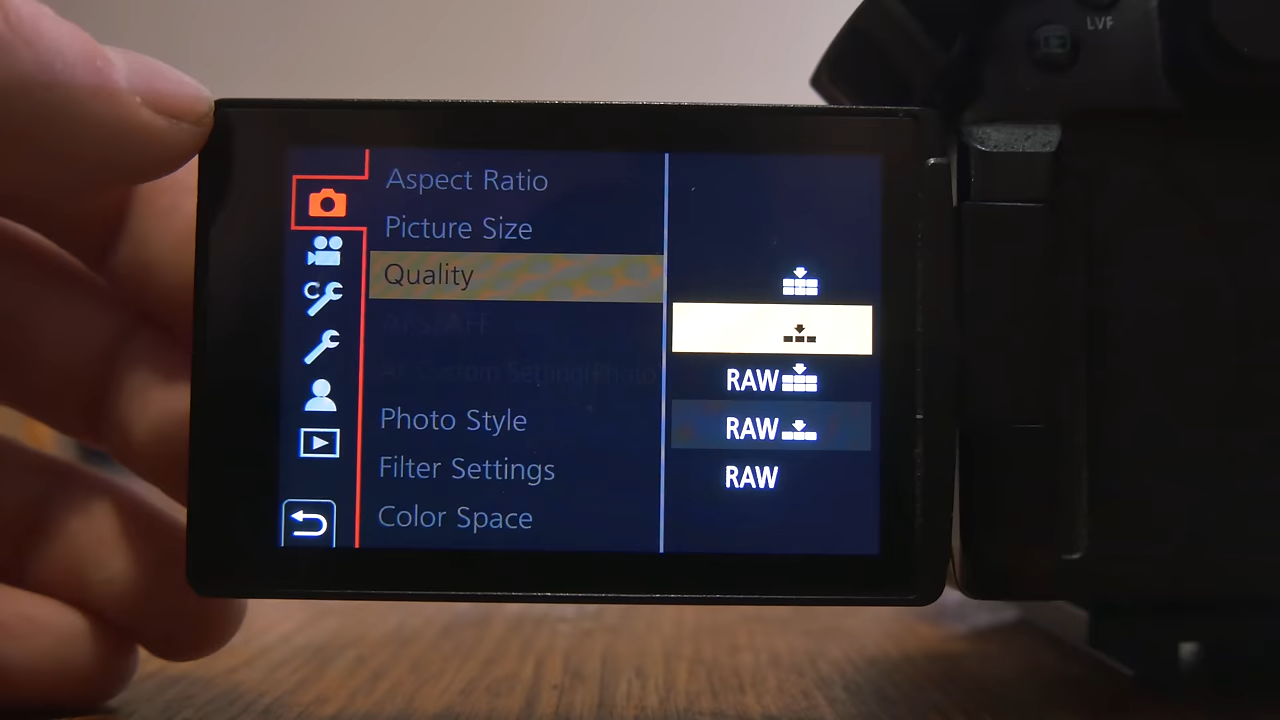 LVF
Aspect Ratio
Picture Size
Quality
Photo Style
Filter Settings
Color Space
C
RAW
RAW
RAW